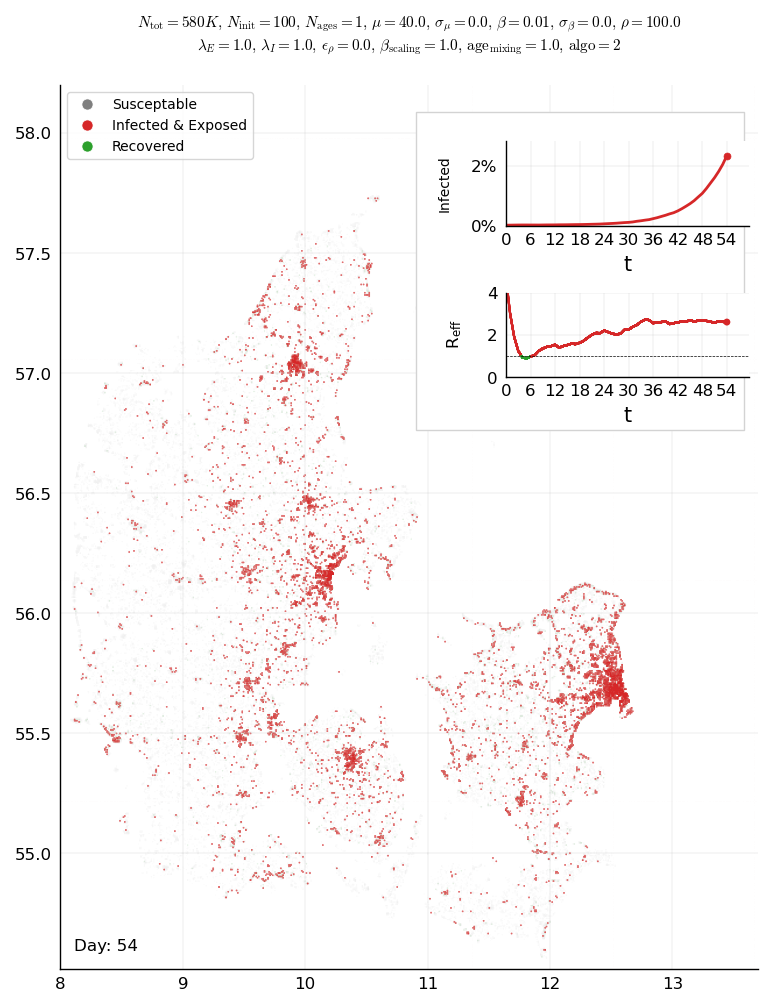 N_tot = 580K, N_init = 100, N_ages = 1, μ = 40.0, σ_μ = 0.0, β = 0.01, σ_β = 0.0, ρ = 100.0
λ_E = 1.0, λ_I = 1.0, ϵ_ρ = 0.0, β_scaling = 1.0, age_mixing = 1.0, algo = 2
Susceptable
Infected & Exposed
Recovered
Infected
2%
0%
0 6 12 18 24 30 36 42 48 54
t
R_eff
4
2
0
0 6 12 18 24 30 36 42 48 54
t
58.0
57.5
57.0
56.5
56.0
55.5
55.0
Day: 54
8 9 10 11 12 13